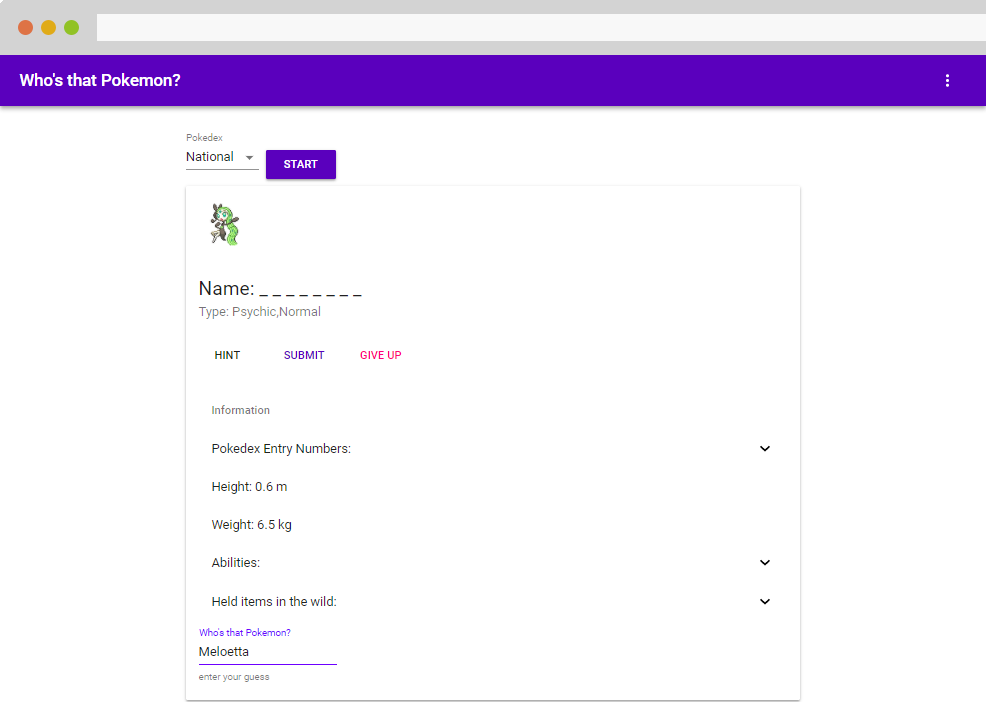 Who's that Pokemon?
Pokedex
National
START
Name: _ _ _ _ _ _ _ _
Type: Psychic,Normal
HINT SUBMIT GIVE UP
Information
Pokedex Entry Numbers:
Height: 0.6 m
Weight: 6.5 kg
Abilities:
Held items in the wild:
Who's that Pokemon?
Meloetta
enter your guess